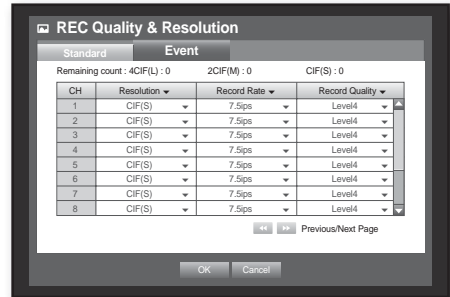 REC Quality & Resolution
Standard Event
Remaining count : 4CIF(L) : 0 2CIF(M) : 0 CIF(S) : 0
CH Resolution Record Rate Record Quality
1 CIF(S) 7.5ips Level4
2 CIF(S) 7.5ips Level4
3 CIF(S) 7.5ips Level4
4 CIF(S) 7.5ips Level4
5 CIF(S) 7.5ips Level4
6 CIF(S) 7.5ips Level4
7 CIF(S) 7.5ips Level4
8 CIF(S) 7.5ips Level4
Previous/Next Page
OK Cancel